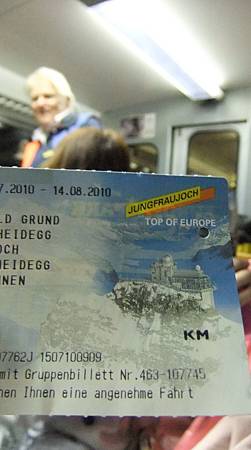 7.2010 - 14.08.2010
JUNGFRAUJOCH
TOP OF EUROPE
LD GRUND
HEIDEGG
OCH
HEIDEGG
NNEN
KM
07762J 1507100909
mit Gruppenbillett Nr.463-107745
hen Ihnen eine angenehme Fahrt